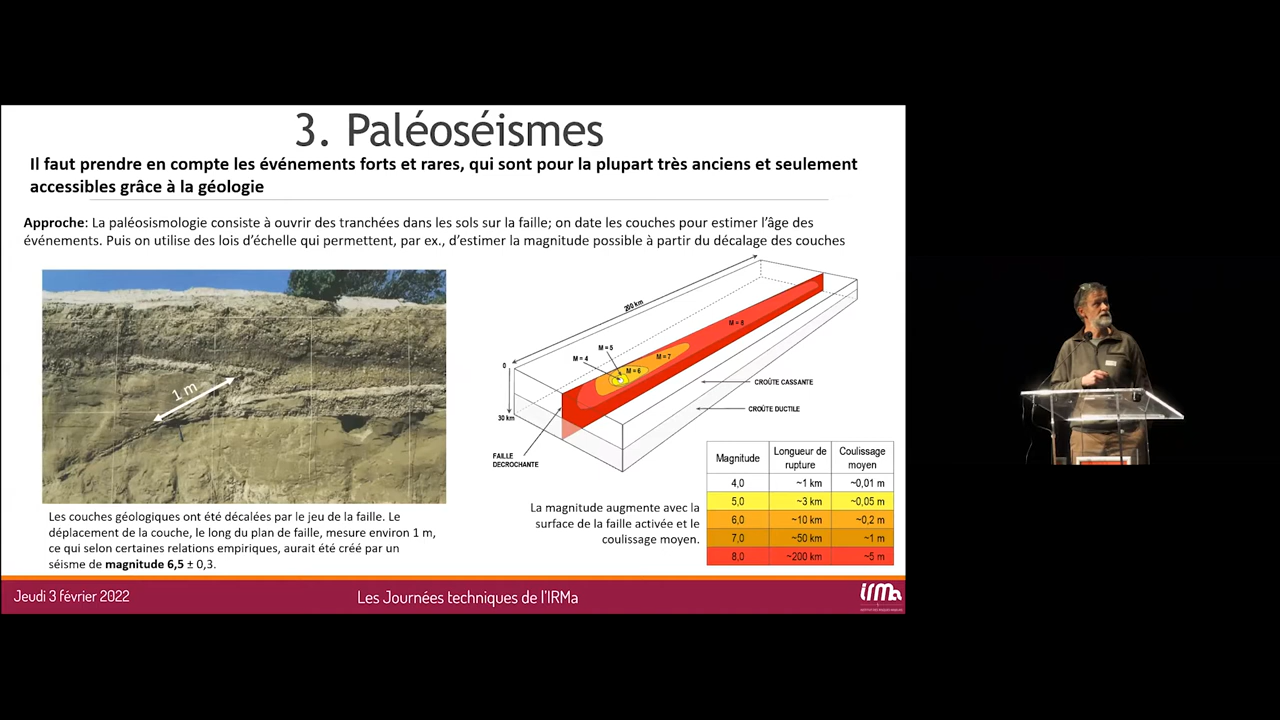 3. Paléoséismes
Il faut prendre en compte les événements forts et rares, qui sont pour la plupart très anciens et seulement
accessibles grâce à la géologie
Approche: La paléosismologie consiste à ouvrir des tranchées dans les sols sur la faille; on date les couches pour estimer l'âge des
événements. Puis on utilise des lois d'échelle qui permettent, par ex., d'estimer la magnitude possible à partir du décalage des couches
1 m
Les couches géologiques ont été décalées par le jeu de la faille. Le
déplacement de la couche, le long du plan de faille, mesure environ 1 m,
ce qui selon certaines relations empiriques, aurait été créé par un
séisme de magnitude 6,5 ± 0,3.
200 km
0
30 km
M = 4
M = 5
M = 6
M = 7
M = 8
CROÛTE CASSANTE
CROÛTE DUCTILE
FAILLE
DECROCHANTE
La magnitude augmente avec la
surface de la faille activée et le
coulissage moyen.
Magnitude Longueur de rupture Coulissage moyen
4,0 ~1 km ~0,01 m
5,0 ~3 km ~0,05 m
6,0 ~10 km ~0,2 m
7,0 ~50 km ~1 m
8,0 ~200 km ~5 m
Jeudi 3 février 2022
Les Journées techniques de l'IRMa
IRMa